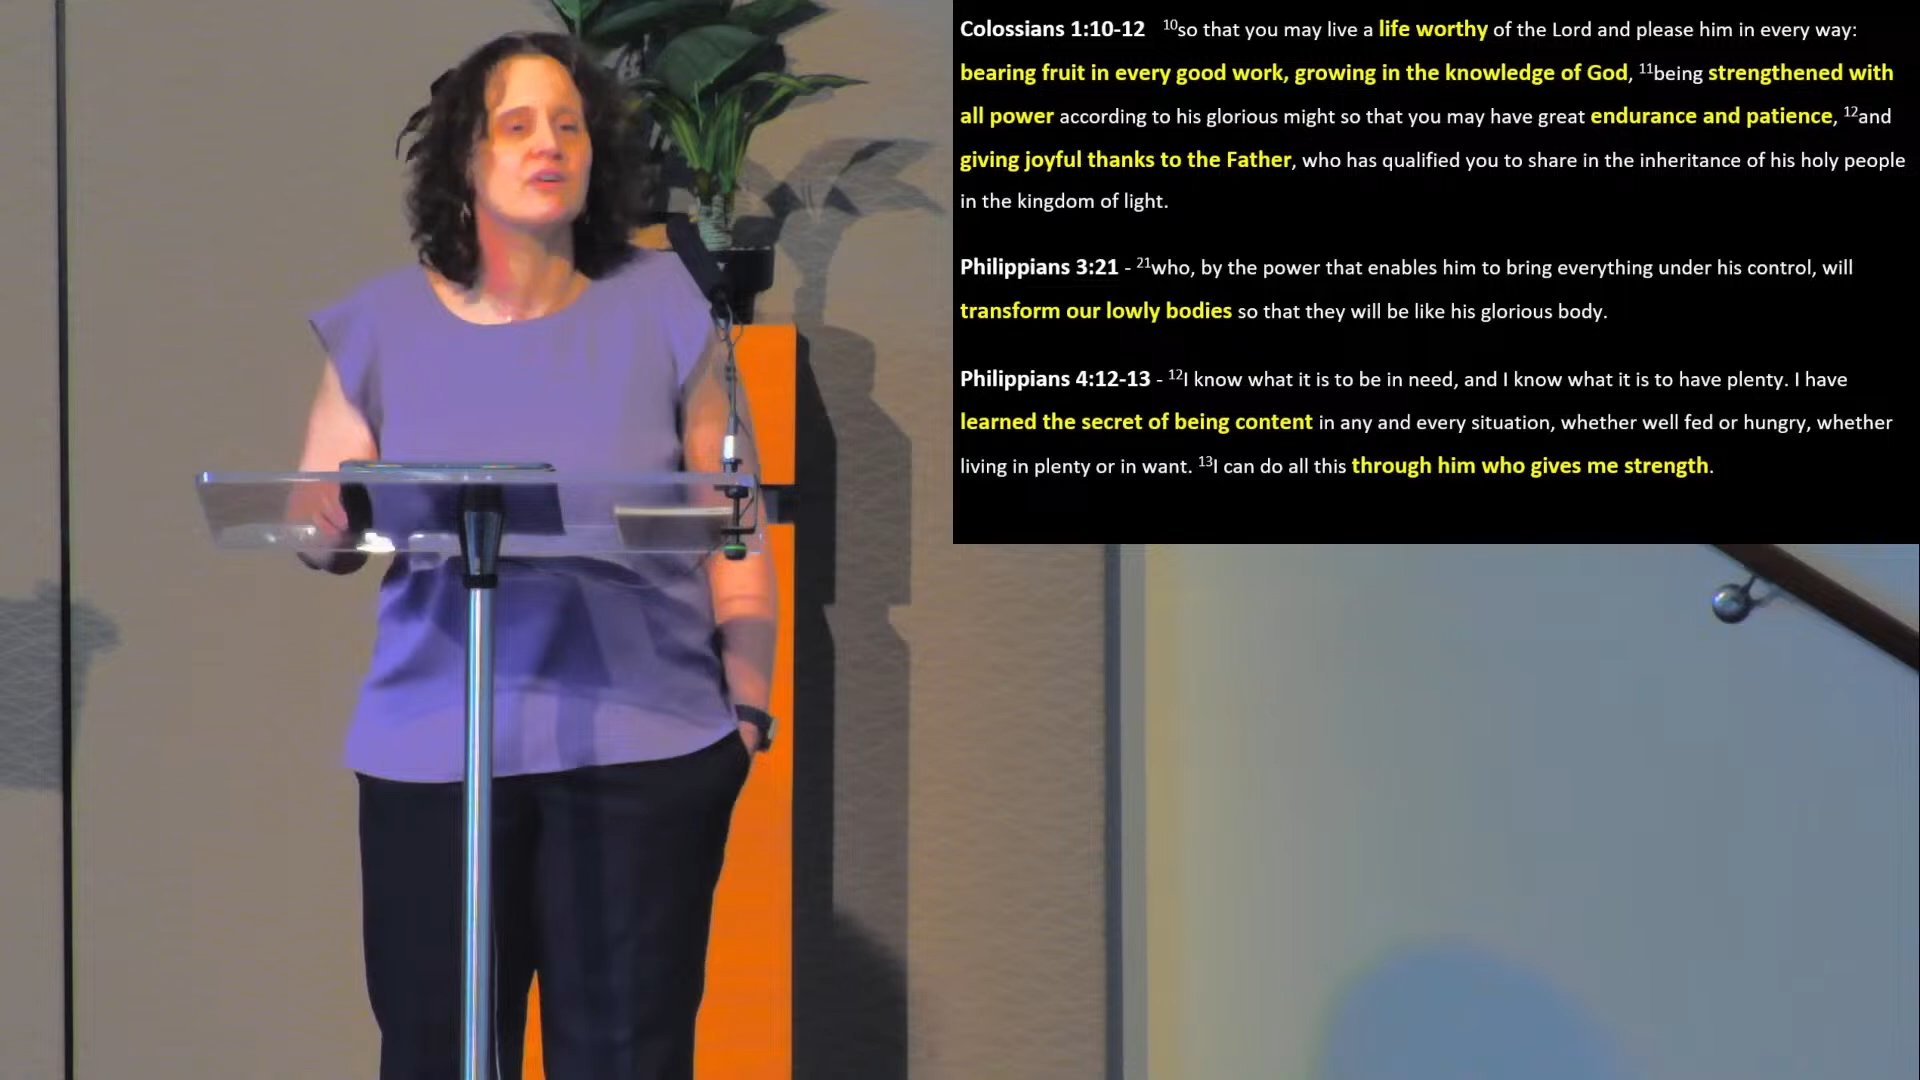 Colossians 1:10-12 ¹⁰so that you may live a life worthy of the Lord and please him in every way:
bearing fruit in every good work, growing in the knowledge of God, ¹¹being strengthened with
all power according to his glorious might so that you may have great endurance and patience, ¹²and
giving joyful thanks to the Father, who has qualified you to share in the inheritance of his holy people
in the kingdom of light.
Philippians 3:21 - ²¹who, by the power that enables him to bring everything under his control, will
transform our lowly bodies so that they will be like his glorious body.
Philippians 4:12-13 - ¹²I know what it is to be in need, and I know what it is to have plenty. I have
learned the secret of being content in any and every situation, whether well fed or hungry, whether
living in plenty or in want. ¹³I can do all this through him who gives me strength.